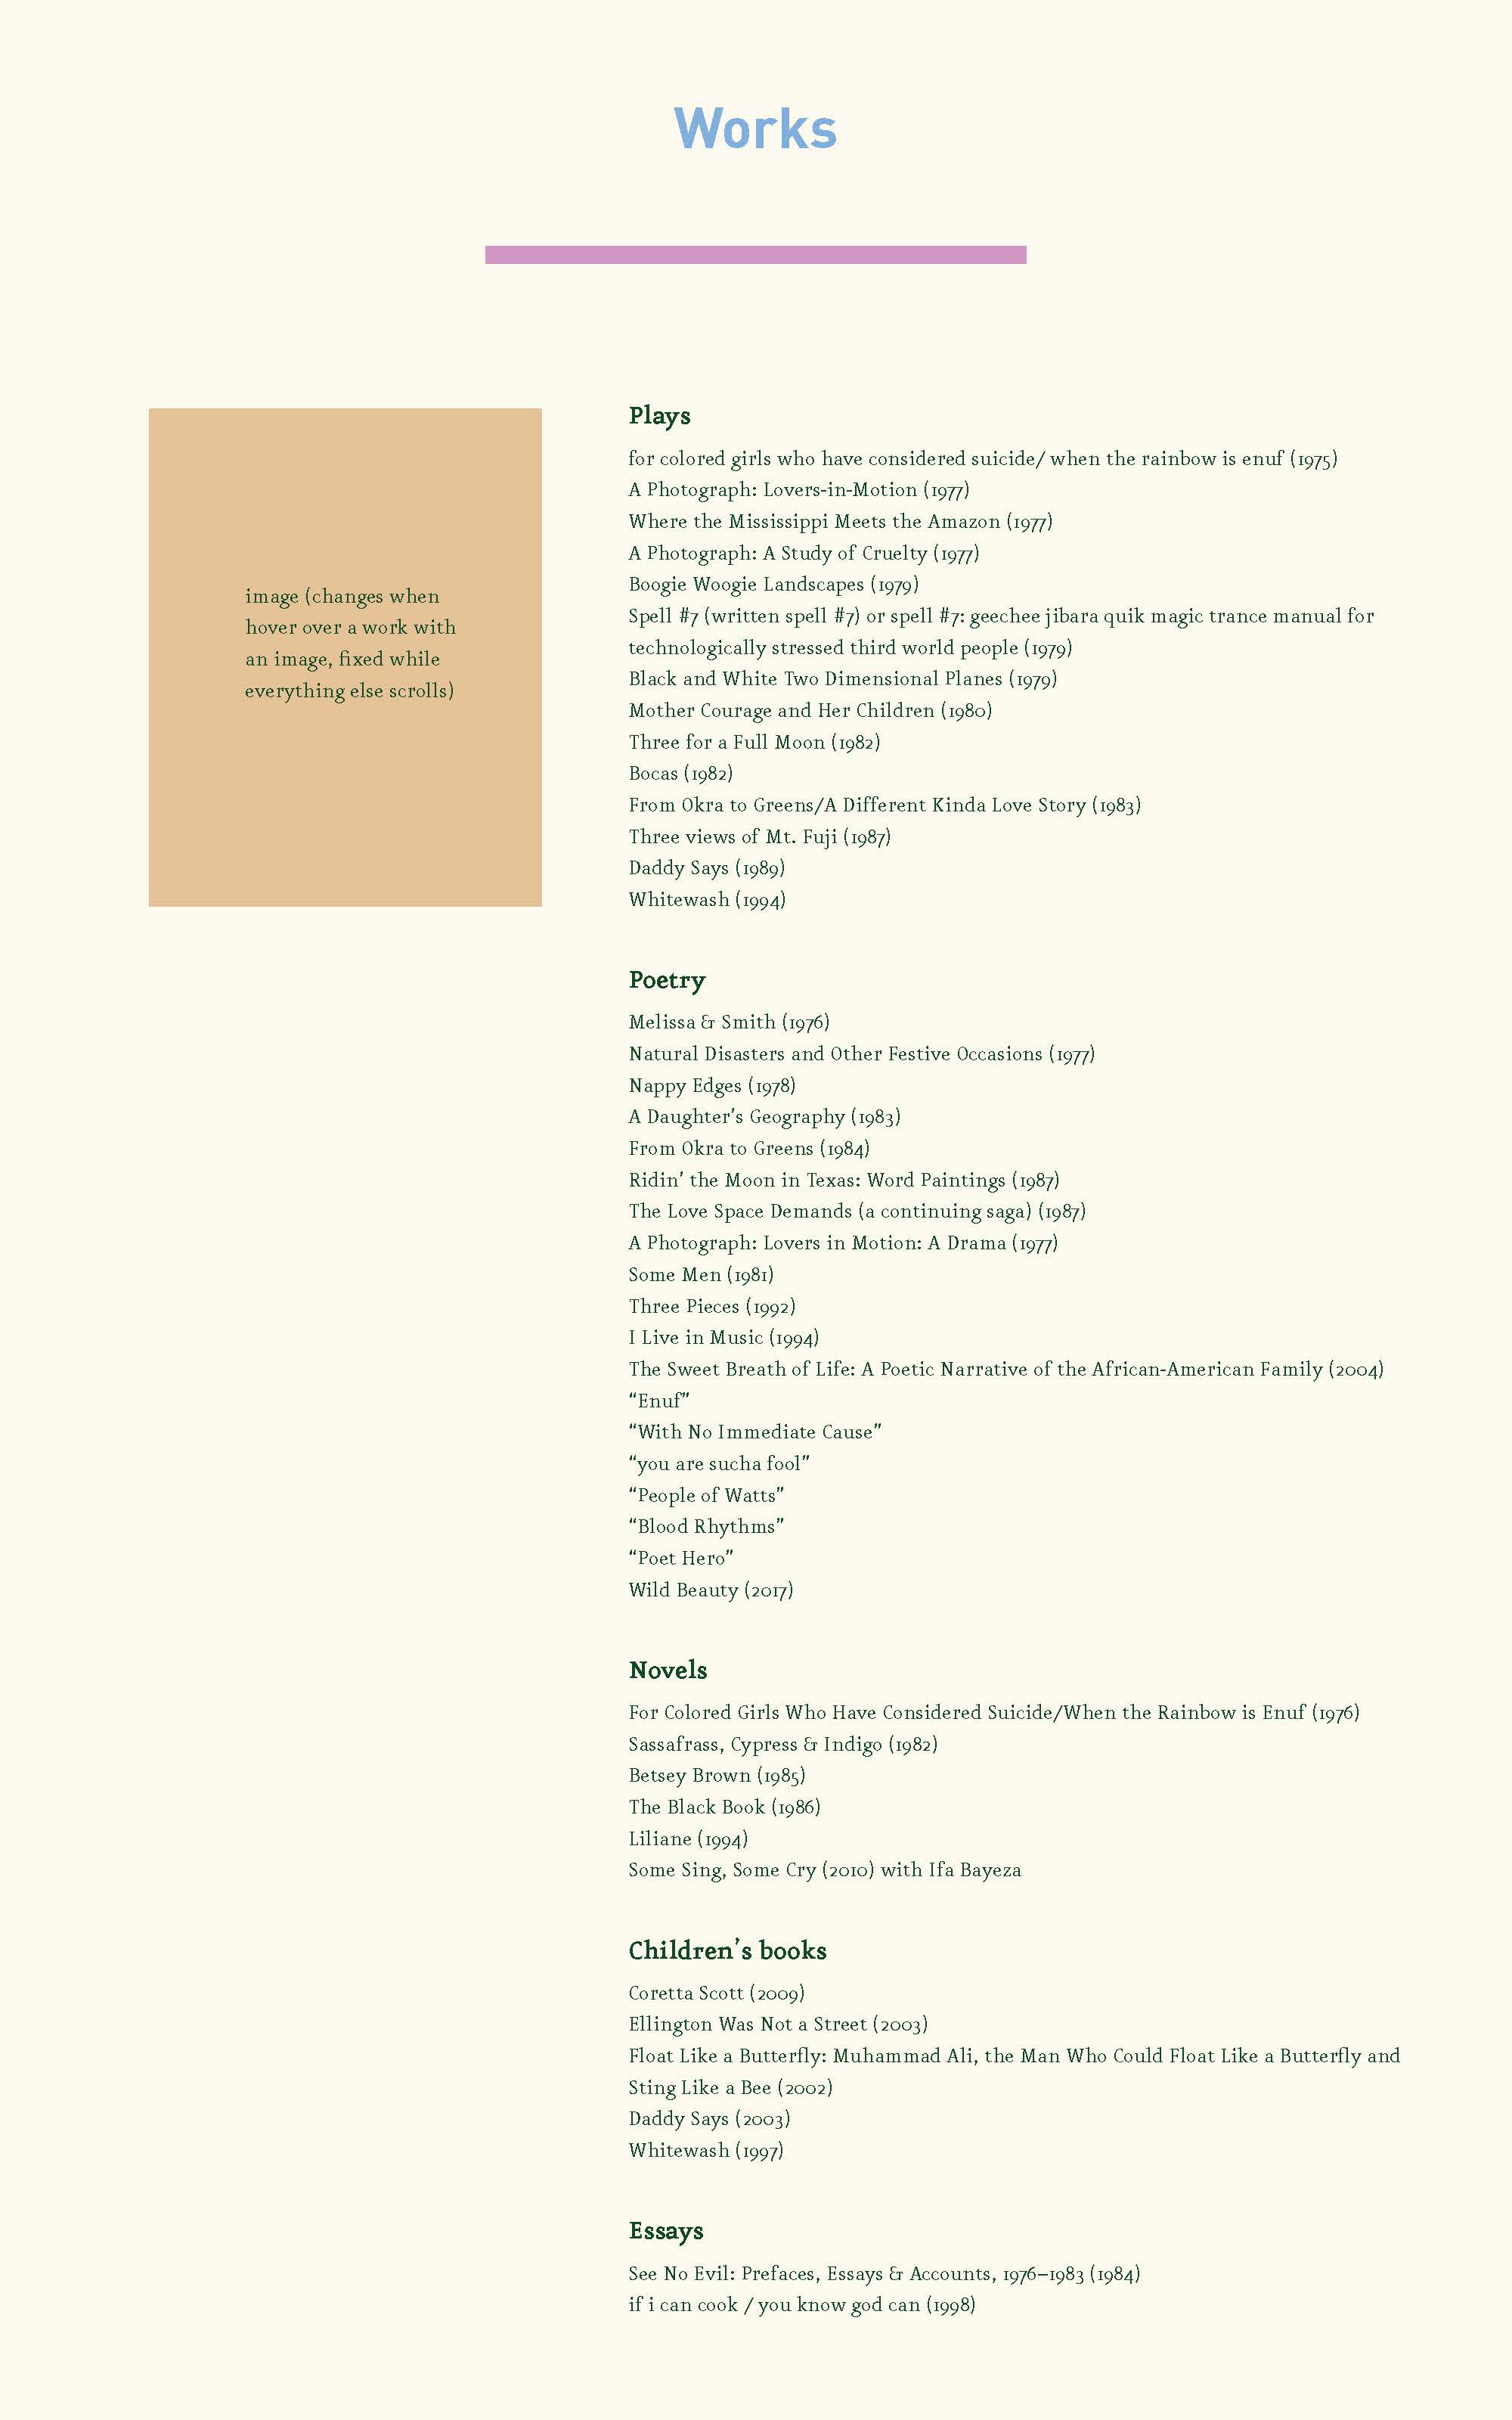 Works
image (changes when
hover over a work with
an image, fixed while
everything else scrolls)
Plays
for colored girls who have considered suicide/ when the rainbow is enuf (1975)
A Photograph: Lovers-in-Motion (1977)
Where the Mississippi Meets the Amazon (1977)
A Photograph: A Study of Cruelty (1977)
Boogie Woogie Landscapes (1979)
Spell #7 (written spell #7) or spell #7: geechee jibara quik magic trance manual for
technologically stressed third world people (1979)
Black and White Two Dimensional Planes (1979)
Mother Courage and Her Children (1980)
Three for a Full Moon (1982)
Bocas (1982)
From Okra to Greens/A Different Kinda Love Story (1983)
Three views of Mt. Fuji (1987)
Daddy Says (1989)
Whitewash (1994)
Poetry
Melissa & Smith (1976)
Natural Disasters and Other Festive Occasions (1977)
Nappy Edges (1978)
A Daughter’s Geography (1983)
From Okra to Greens (1984)
Ridin’ the Moon in Texas: Word Paintings (1987)
The Love Space Demands (a continuing saga) (1987)
A Photograph: Lovers in Motion: A Drama (1977)
Some Men (1981)
Three Pieces (1992)
I Live in Music (1994)
The Sweet Breath of Life: A Poetic Narrative of the African-American Family (2004)
“Enuf”
“With No Immediate Cause”
“you are sucha fool”
“People of Watts”
“Blood Rhythms”
“Poet Hero”
Wild Beauty (2017)
Novels
For Colored Girls Who Have Considered Suicide/When the Rainbow is Enuf (1976)
Sassafrass, Cypress & Indigo (1982)
Betsey Brown (1985)
The Black Book (1986)
Liliane (1994)
Some Sing, Some Cry (2010) with Ifa Bayeza
Children’s books
Coretta Scott (2009)
Ellington Was Not a Street (2003)
Float Like a Butterfly: Muhammad Ali, the Man Who Could Float Like a Butterfly and
Sting Like a Bee (2002)
Daddy Says (2003)
Whitewash (1997)
Essays
See No Evil: Prefaces, Essays & Accounts, 1976–1983 (1984)
if i can cook / you know god can (1998)